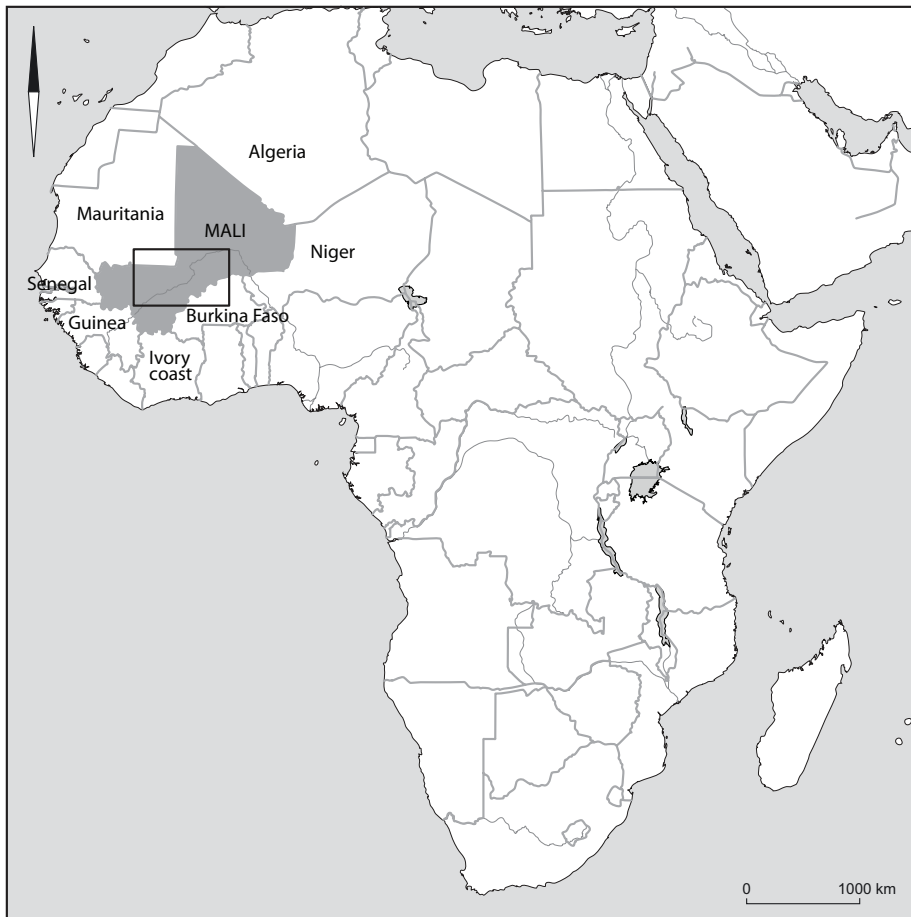 Algeria
Mauritania
MALI
Niger
Senegal
Guinea
Burkina Faso
Ivory
coast
0 1000 km